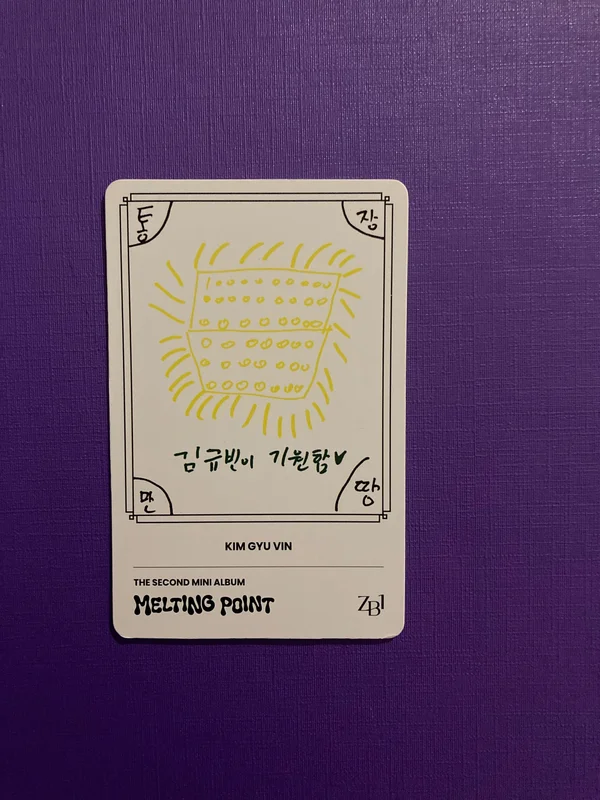 통 장
김규빈이 기원함♥
만 땅
KIM GYU VIN
THE SECOND MINI ALBUM
MELTING POINT
ZB1